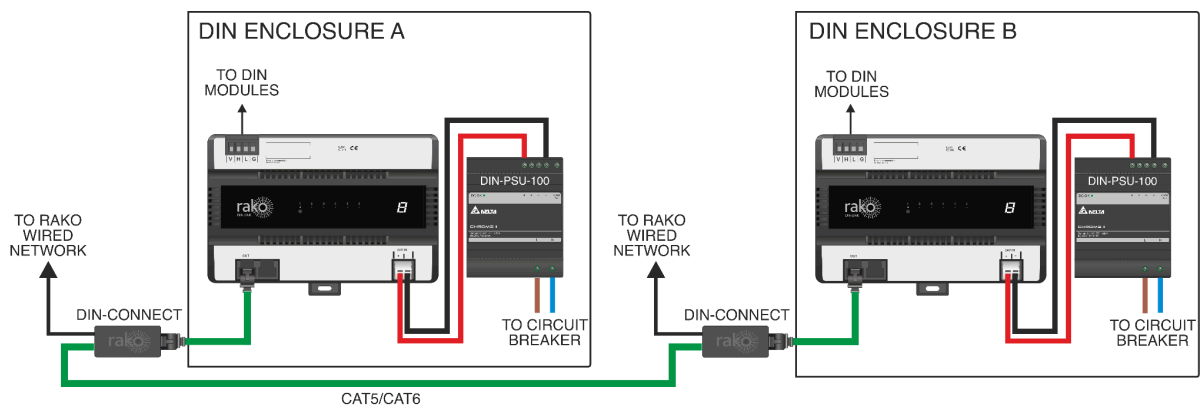 DIN ENCLOSURE A
TO DIN
MODULES
V H L G
DIN-PSU-100
rako
8
DELTA
CHROME
TO RAKO
WIRED
NETWORK
DIN-CONNECT
rako
TO CIRCUIT
BREAKER
DIN ENCLOSURE B
TO DIN
MODULES
V H L G
DIN-PSU-100
rako
8
DELTA
CHROME
TO RAKO
WIRED
NETWORK
DIN-CONNECT
rako
TO CIRCUIT
BREAKER
CAT5/CAT6